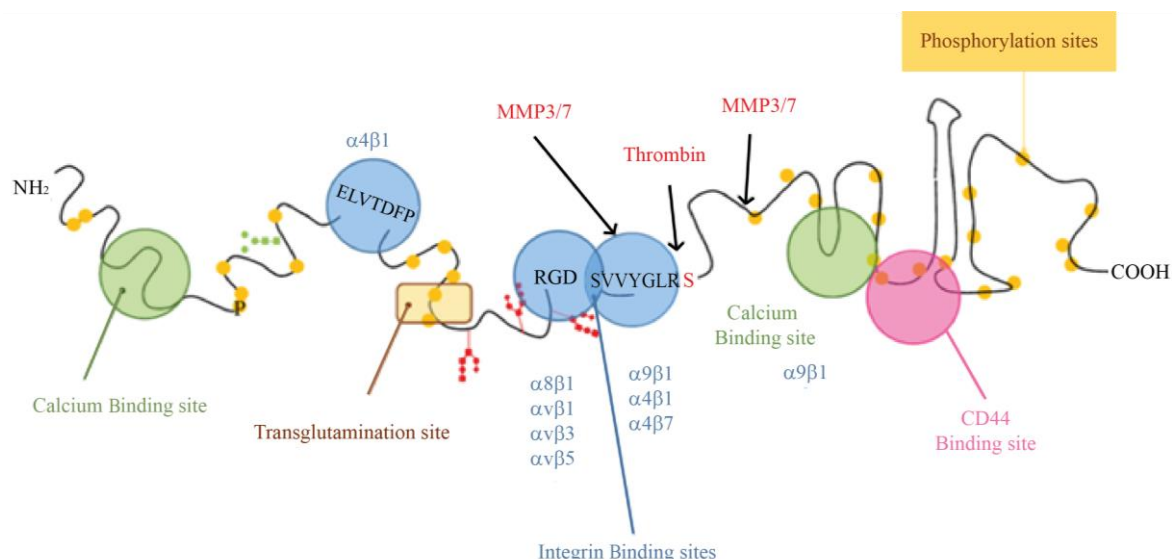 Phosphorylation sites
MMP3/7
MMP3/7
α4β1
Thrombin
NH₂
ELVTDFP
RGD
SVVYGLRS
COOH
P
Calcium
Binding site
α9β1
Calcium Binding site
Transglutamination site
α8β1
αvβ1
αvβ3
αvβ5
α9β1
α4β1
α4β7
CD44
Binding site
Integrin Binding sites